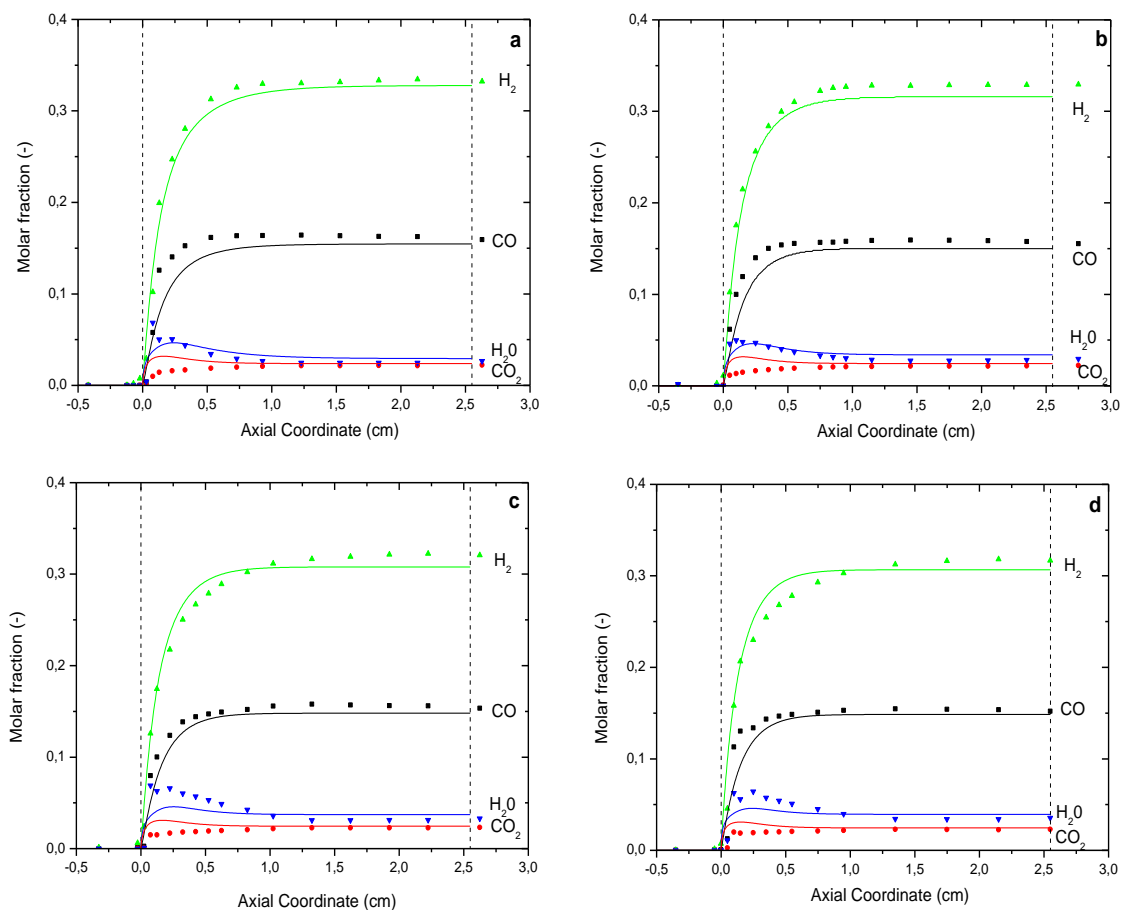 a
0,4
0,3
0,2
0,1
0,0
Molar fraction (-)
H2
CO
H20
CO2
-0,5 0,0 0,5 1,0 1,5 2,0 2,5 3,0
Axial Coordinate (cm)
b
0,4
0,3
0,2
0,1
0,0
Molar fraction (-)
H2
CO
H20
CO2
-0,5 0,0 0,5 1,0 1,5 2,0 2,5 3,0
Axial Coordinate (cm)
c
0,4
0,3
0,2
0,1
0,0
Molar fraction (-)
H2
CO
H20
CO2
-0,5 0,0 0,5 1,0 1,5 2,0 2,5 3,0
Axial Coordinate (cm)
d
0,4
0,3
0,2
0,1
0,0
Molar fraction (-)
H2
CO
H20
CO2
-0,5 0,0 0,5 1,0 1,5 2,0 2,5 3,0
Axial Coordinate (cm)